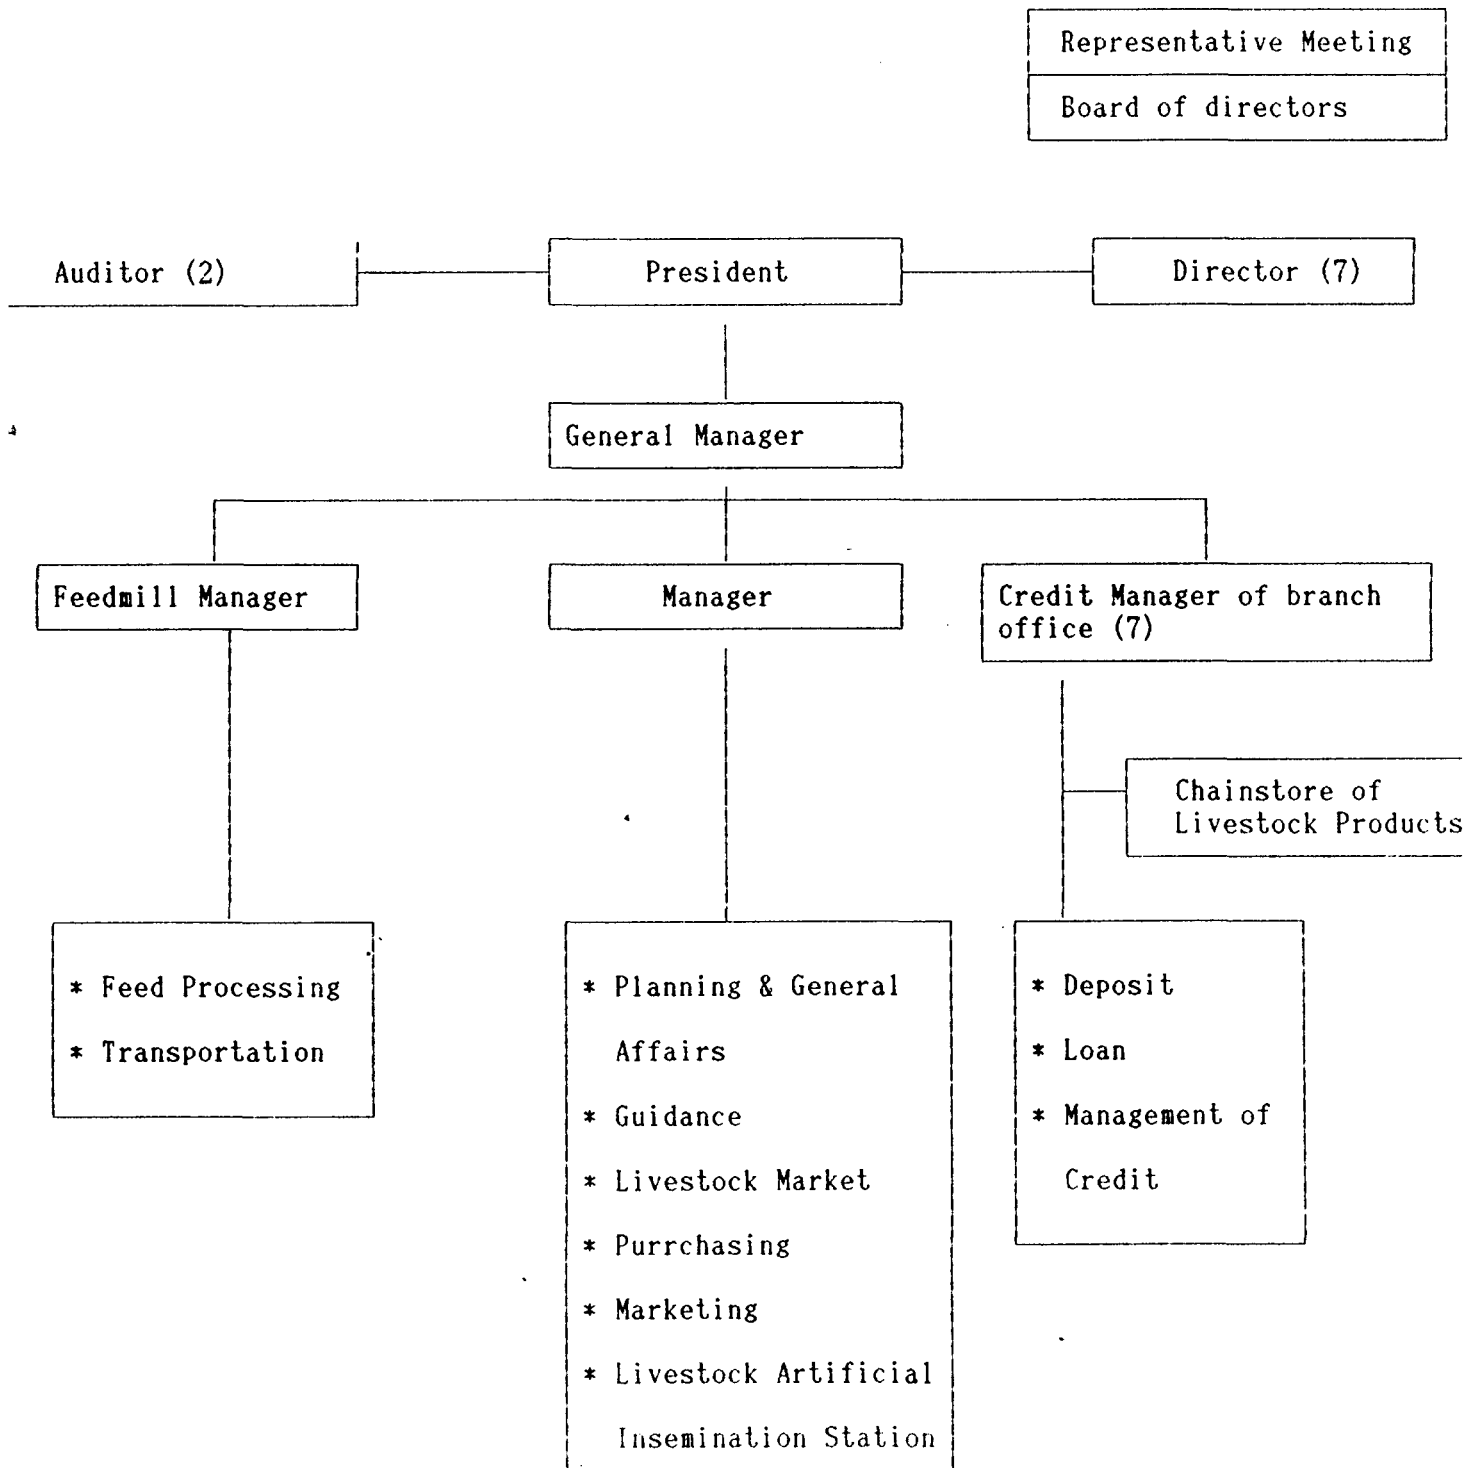 Representative Meeting
Board of directors
Auditor (2)
President
Director (7)
General Manager
Feedmill Manager
Manager
Credit Manager of branch
office (7)
Chainstore of
Livestock Products
* Feed Processing
* Transportation
* Planning & General
Affairs
* Guidance
* Livestock Market
* Purrchasing
* Marketing
* Livestock Artificial
Insemination Station
* Deposit
* Loan
* Management of
Credit